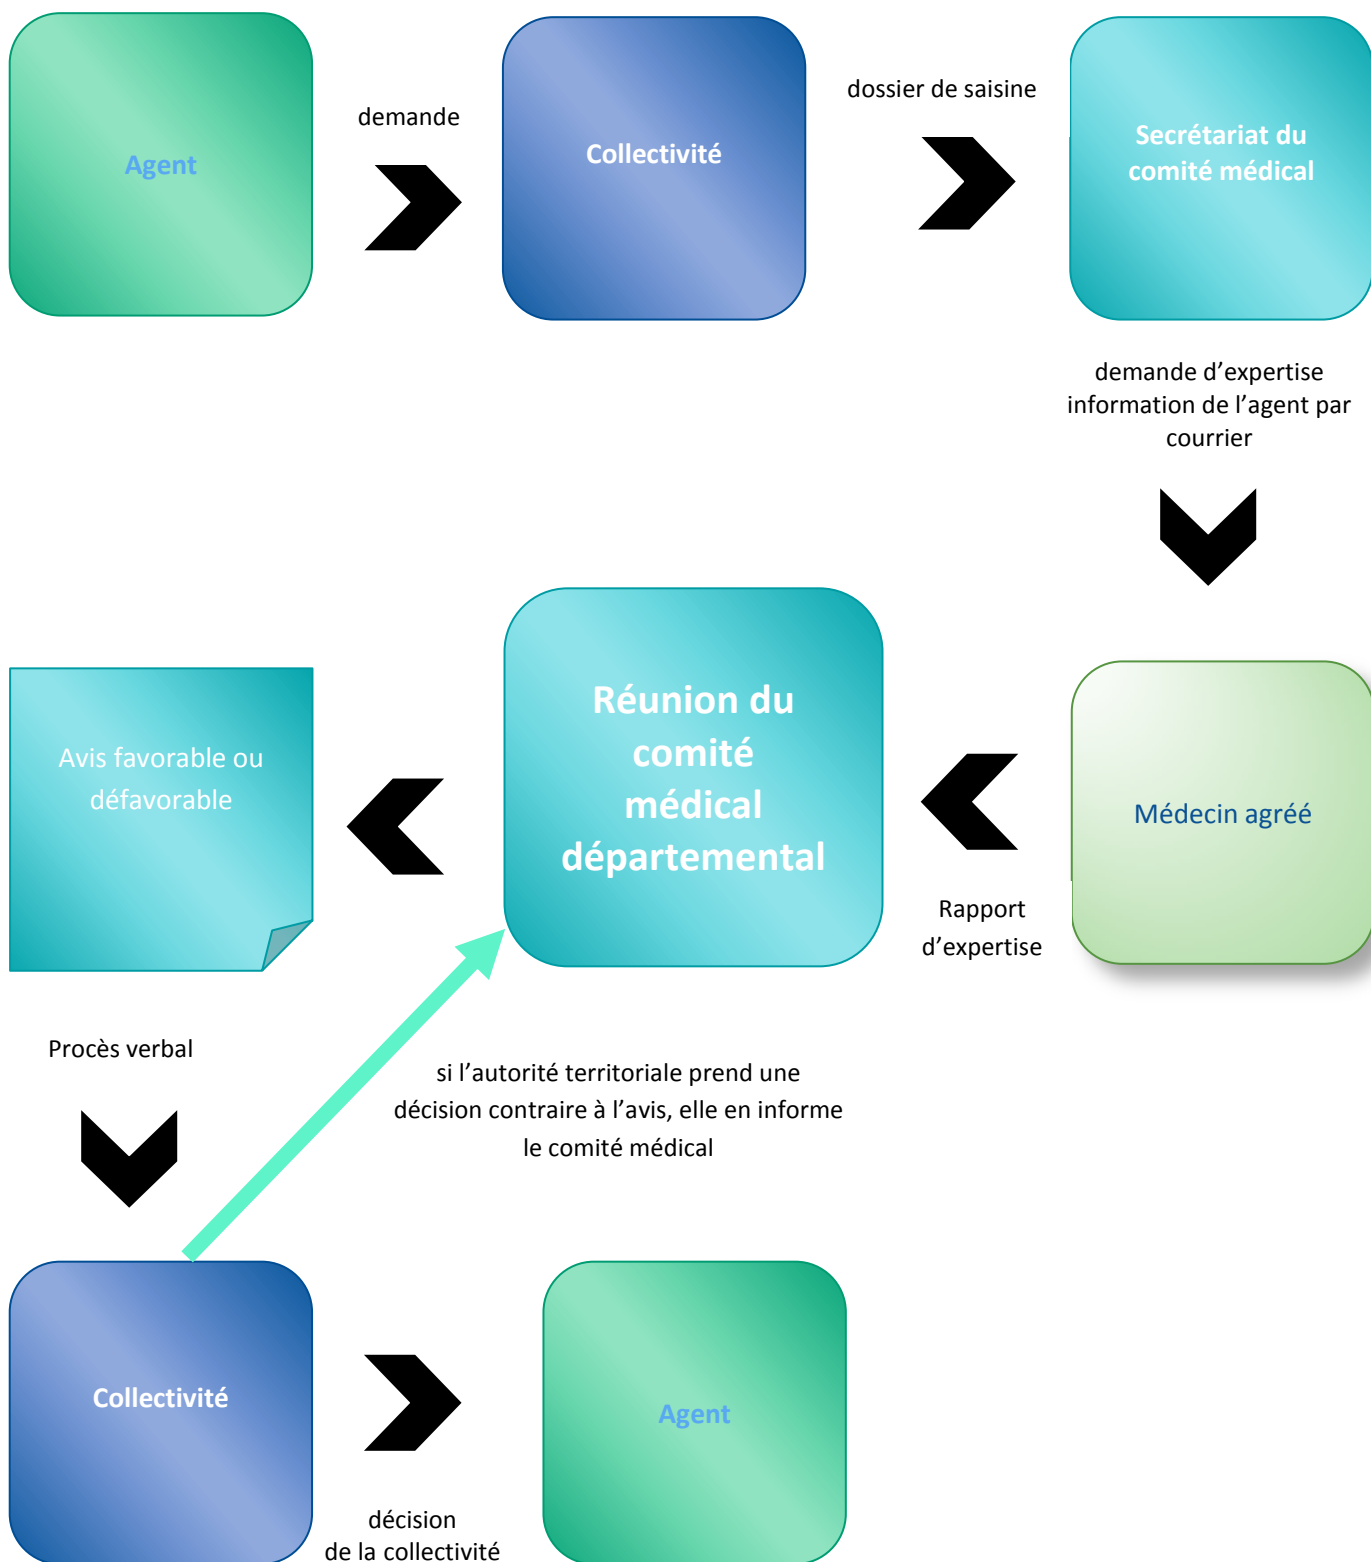 Agent
demande
Collectivité
dossier de saisine
Secrétariat du
comité médical
demande d’expertise
information de l’agent par
courrier
Médecin agréé
Rapport
d’expertise
Réunion du
comité
médical
départemental
Avis favorable ou
défavorable
Procès verbal
si l’autorité territoriale prend une
décision contraire à l’avis, elle en informe
le comité médical
Collectivité
décision
de la collectivité
Agent